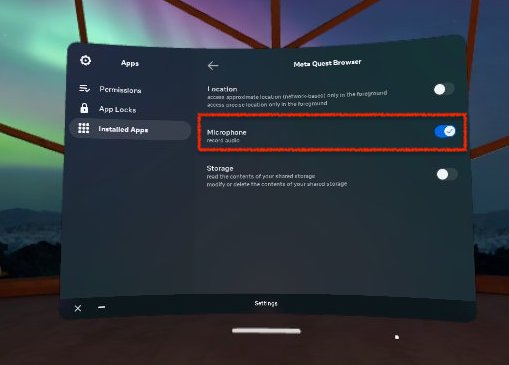 Apps
Permissions
App Locks
Installed Apps
Meta Quest Browser
Location
access approximate location (network-based) only in the foreground
access precise location only in the foreground
Microphone
record audio
Storage
read the contents of your shared storage
modify or delete the contents of your shared storage
Settings